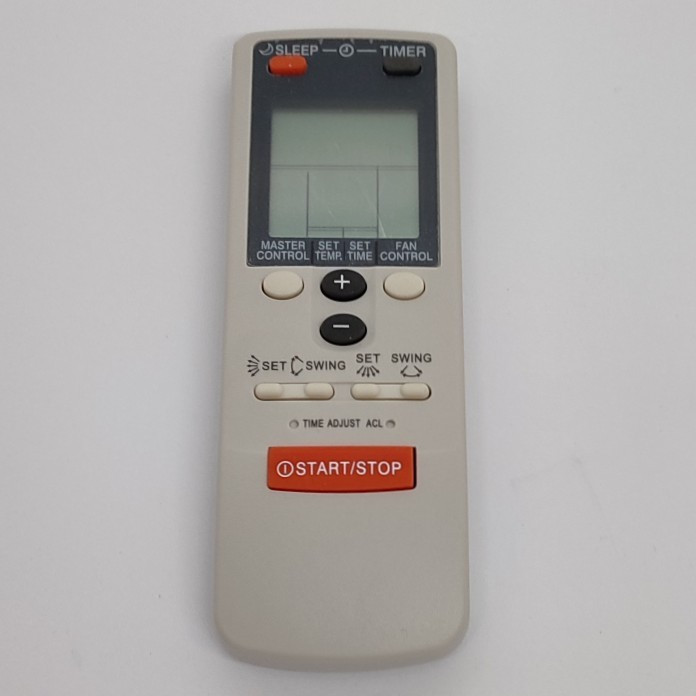 SLEEP — — TIMER
MASTER CONTROL
SET TEMP.
SET TIME
FAN CONTROL
+
−
SET SWING SET SWING
TIME ADJUST ACL
START/STOP